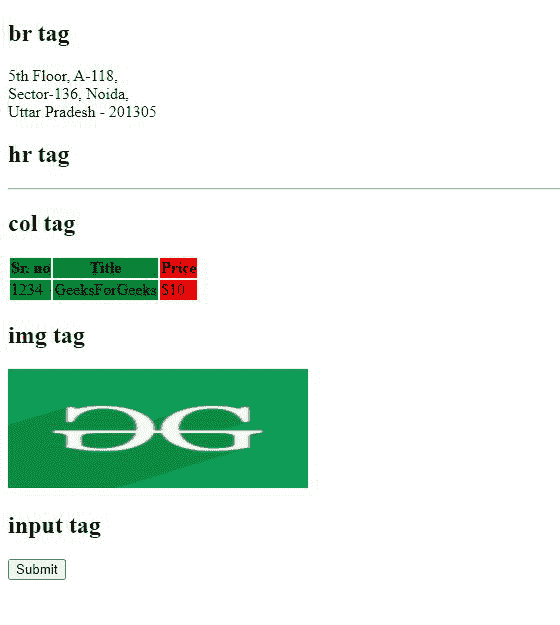 br tag
5th Floor, A-118,
Sector-136, Noida,
Uttar Pradesh - 201305
hr tag
col tag
Sr. no Title Price
1234 GeeksForGeeks $10
img tag
input tag
Submit